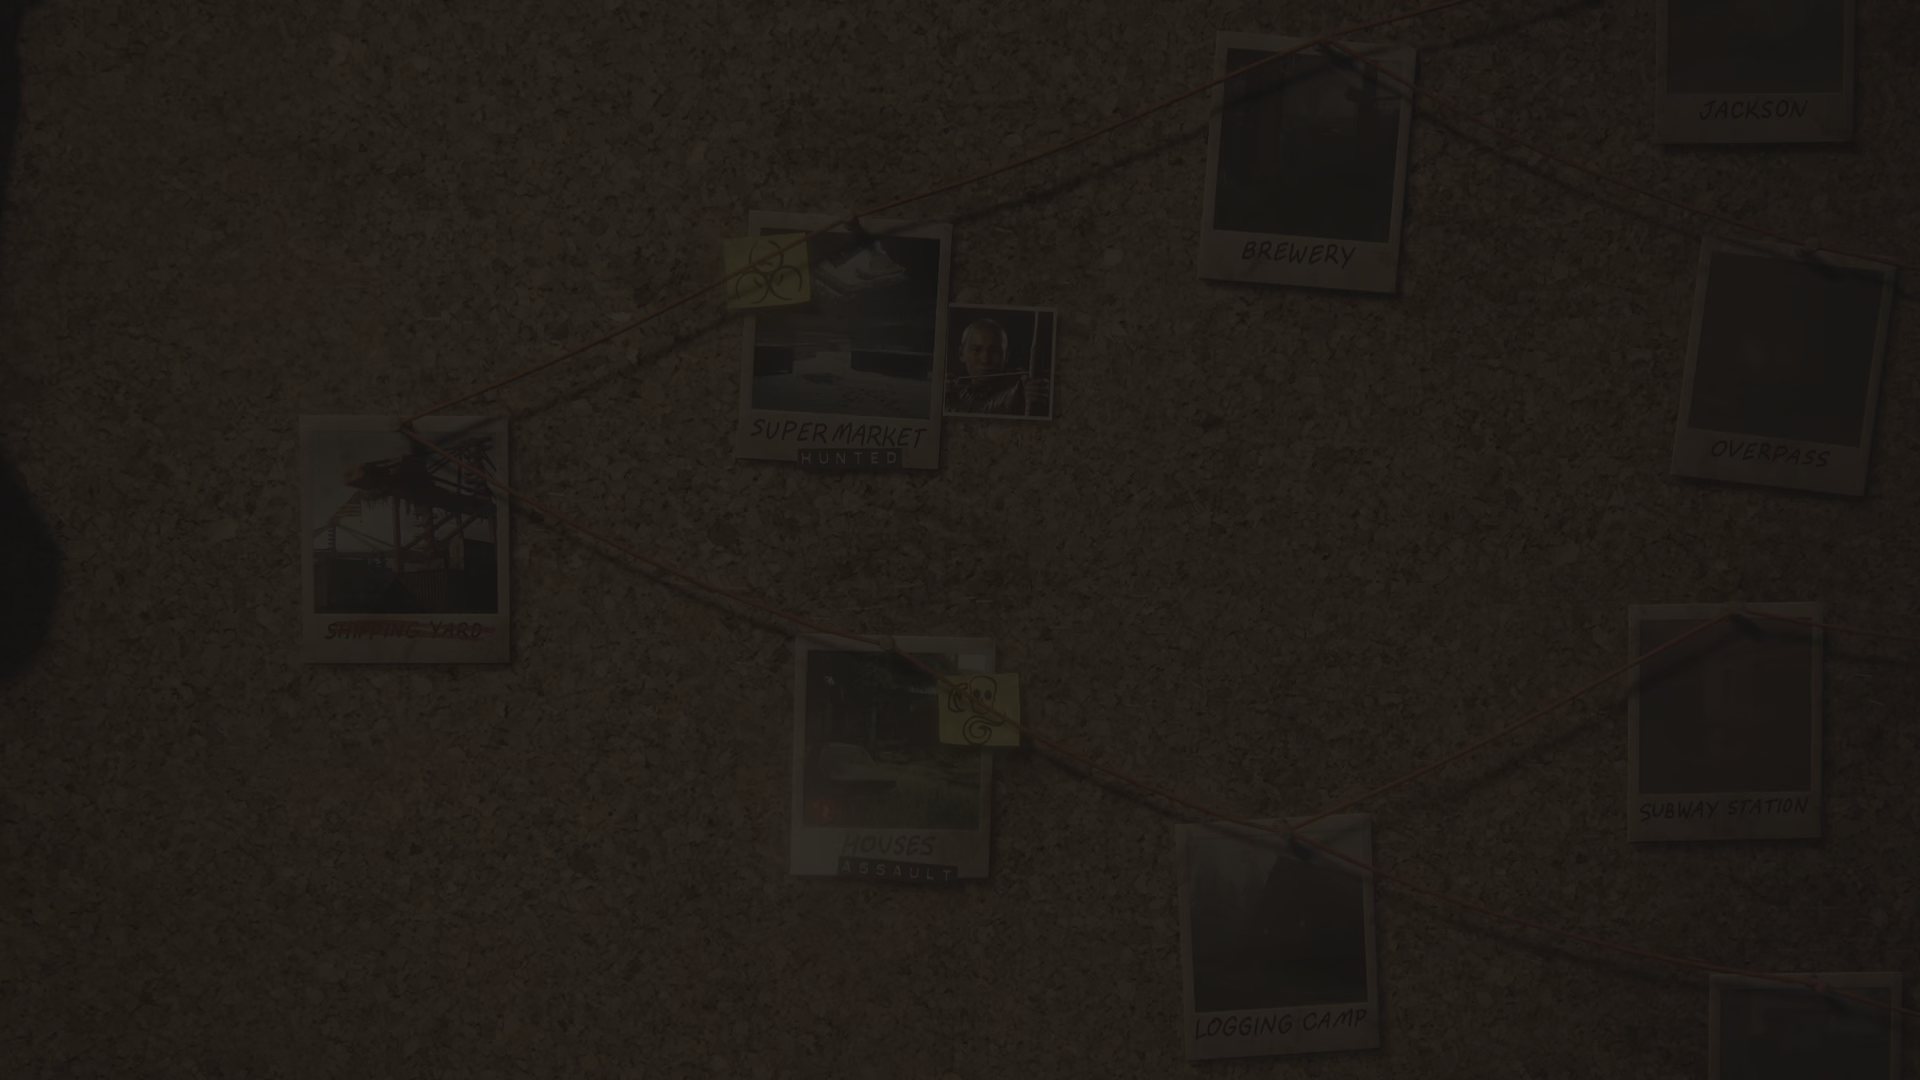 JACKSON
BREWERY
SUPERMARKET
HUNTED
OVERPASS
SHIPPING YARD
HOUSES
ASSAULT
SUBWAY STATION
LOGGING CAMP